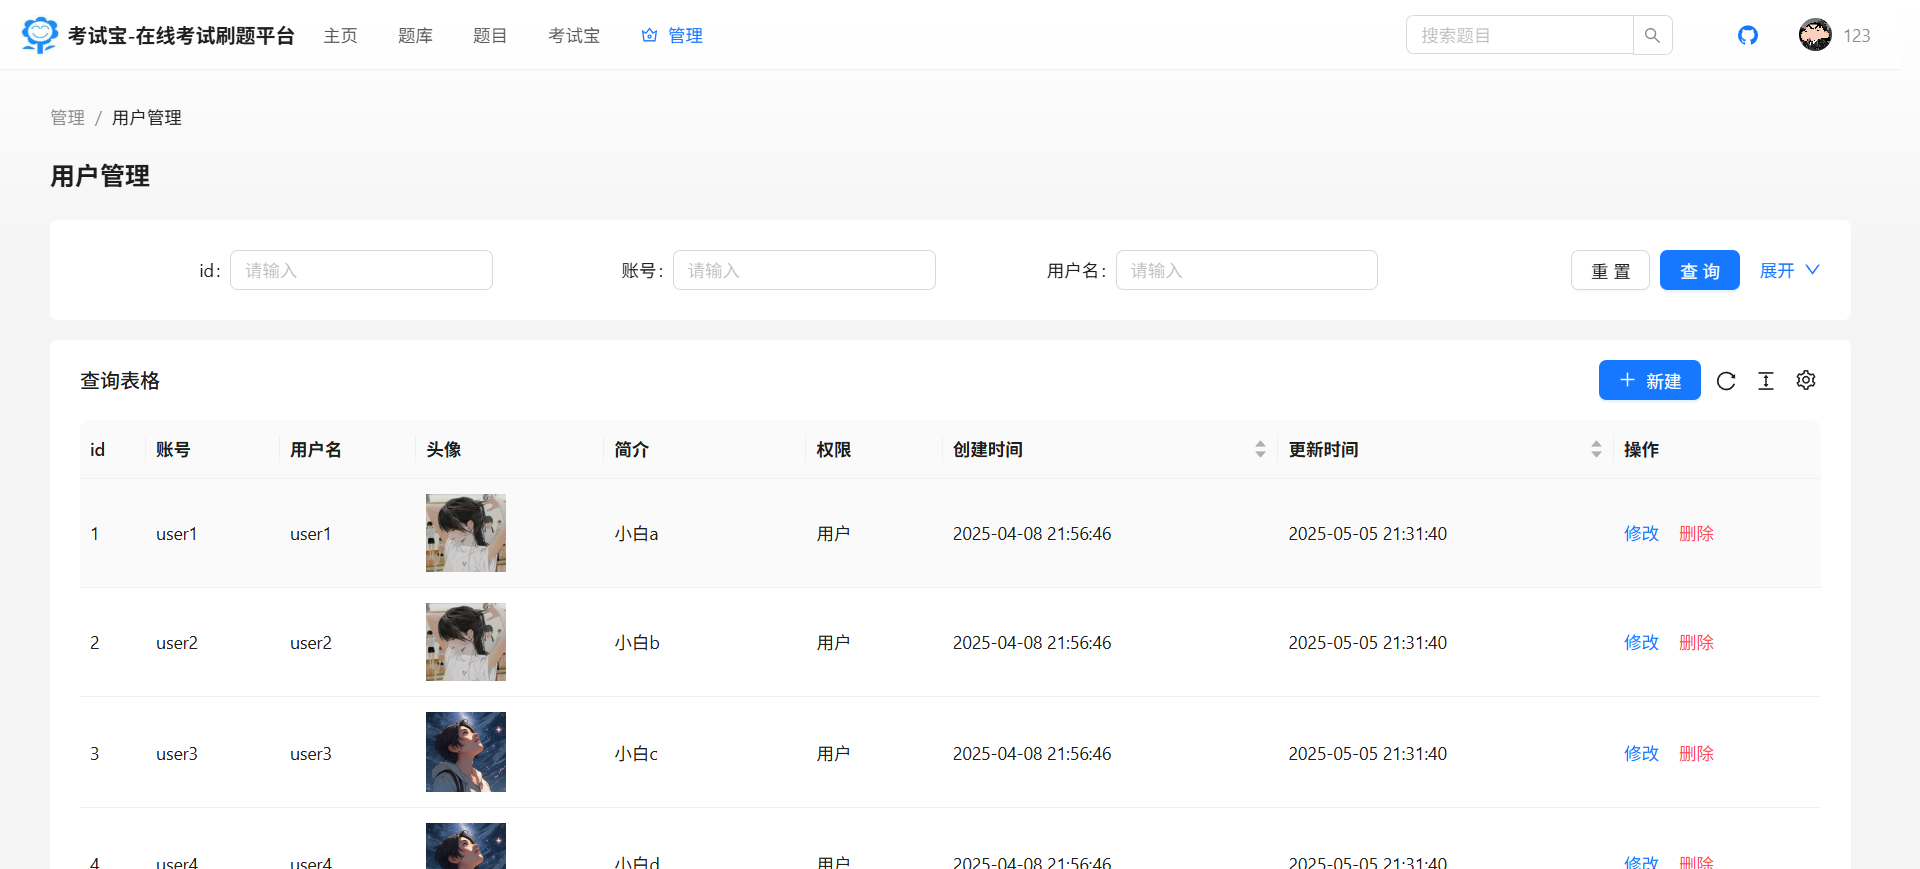 考试宝-在线考试刷题平台 主页 题库 题目 考试宝 管理 搜索题目 123
管理 / 用户管理
用户管理
id: 请输入 账号: 请输入 用户名: 请输入 重 置 查 询 展开
查询表格 新建
id 账号 用户名 头像 简介 权限 创建时间 更新时间 操作
1 user1 user1 小白a 用户 2025-04-08 21:56:46 2025-05-05 21:31:40 修改 删除
2 user2 user2 小白b 用户 2025-04-08 21:56:46 2025-05-05 21:31:40 修改 删除
3 user3 user3 小白c 用户 2025-04-08 21:56:46 2025-05-05 21:31:40 修改 删除
4 user4 user4 小白d 用户 2025-04-08 21:56:46 2025-05-05 21:31:40 修改 删除